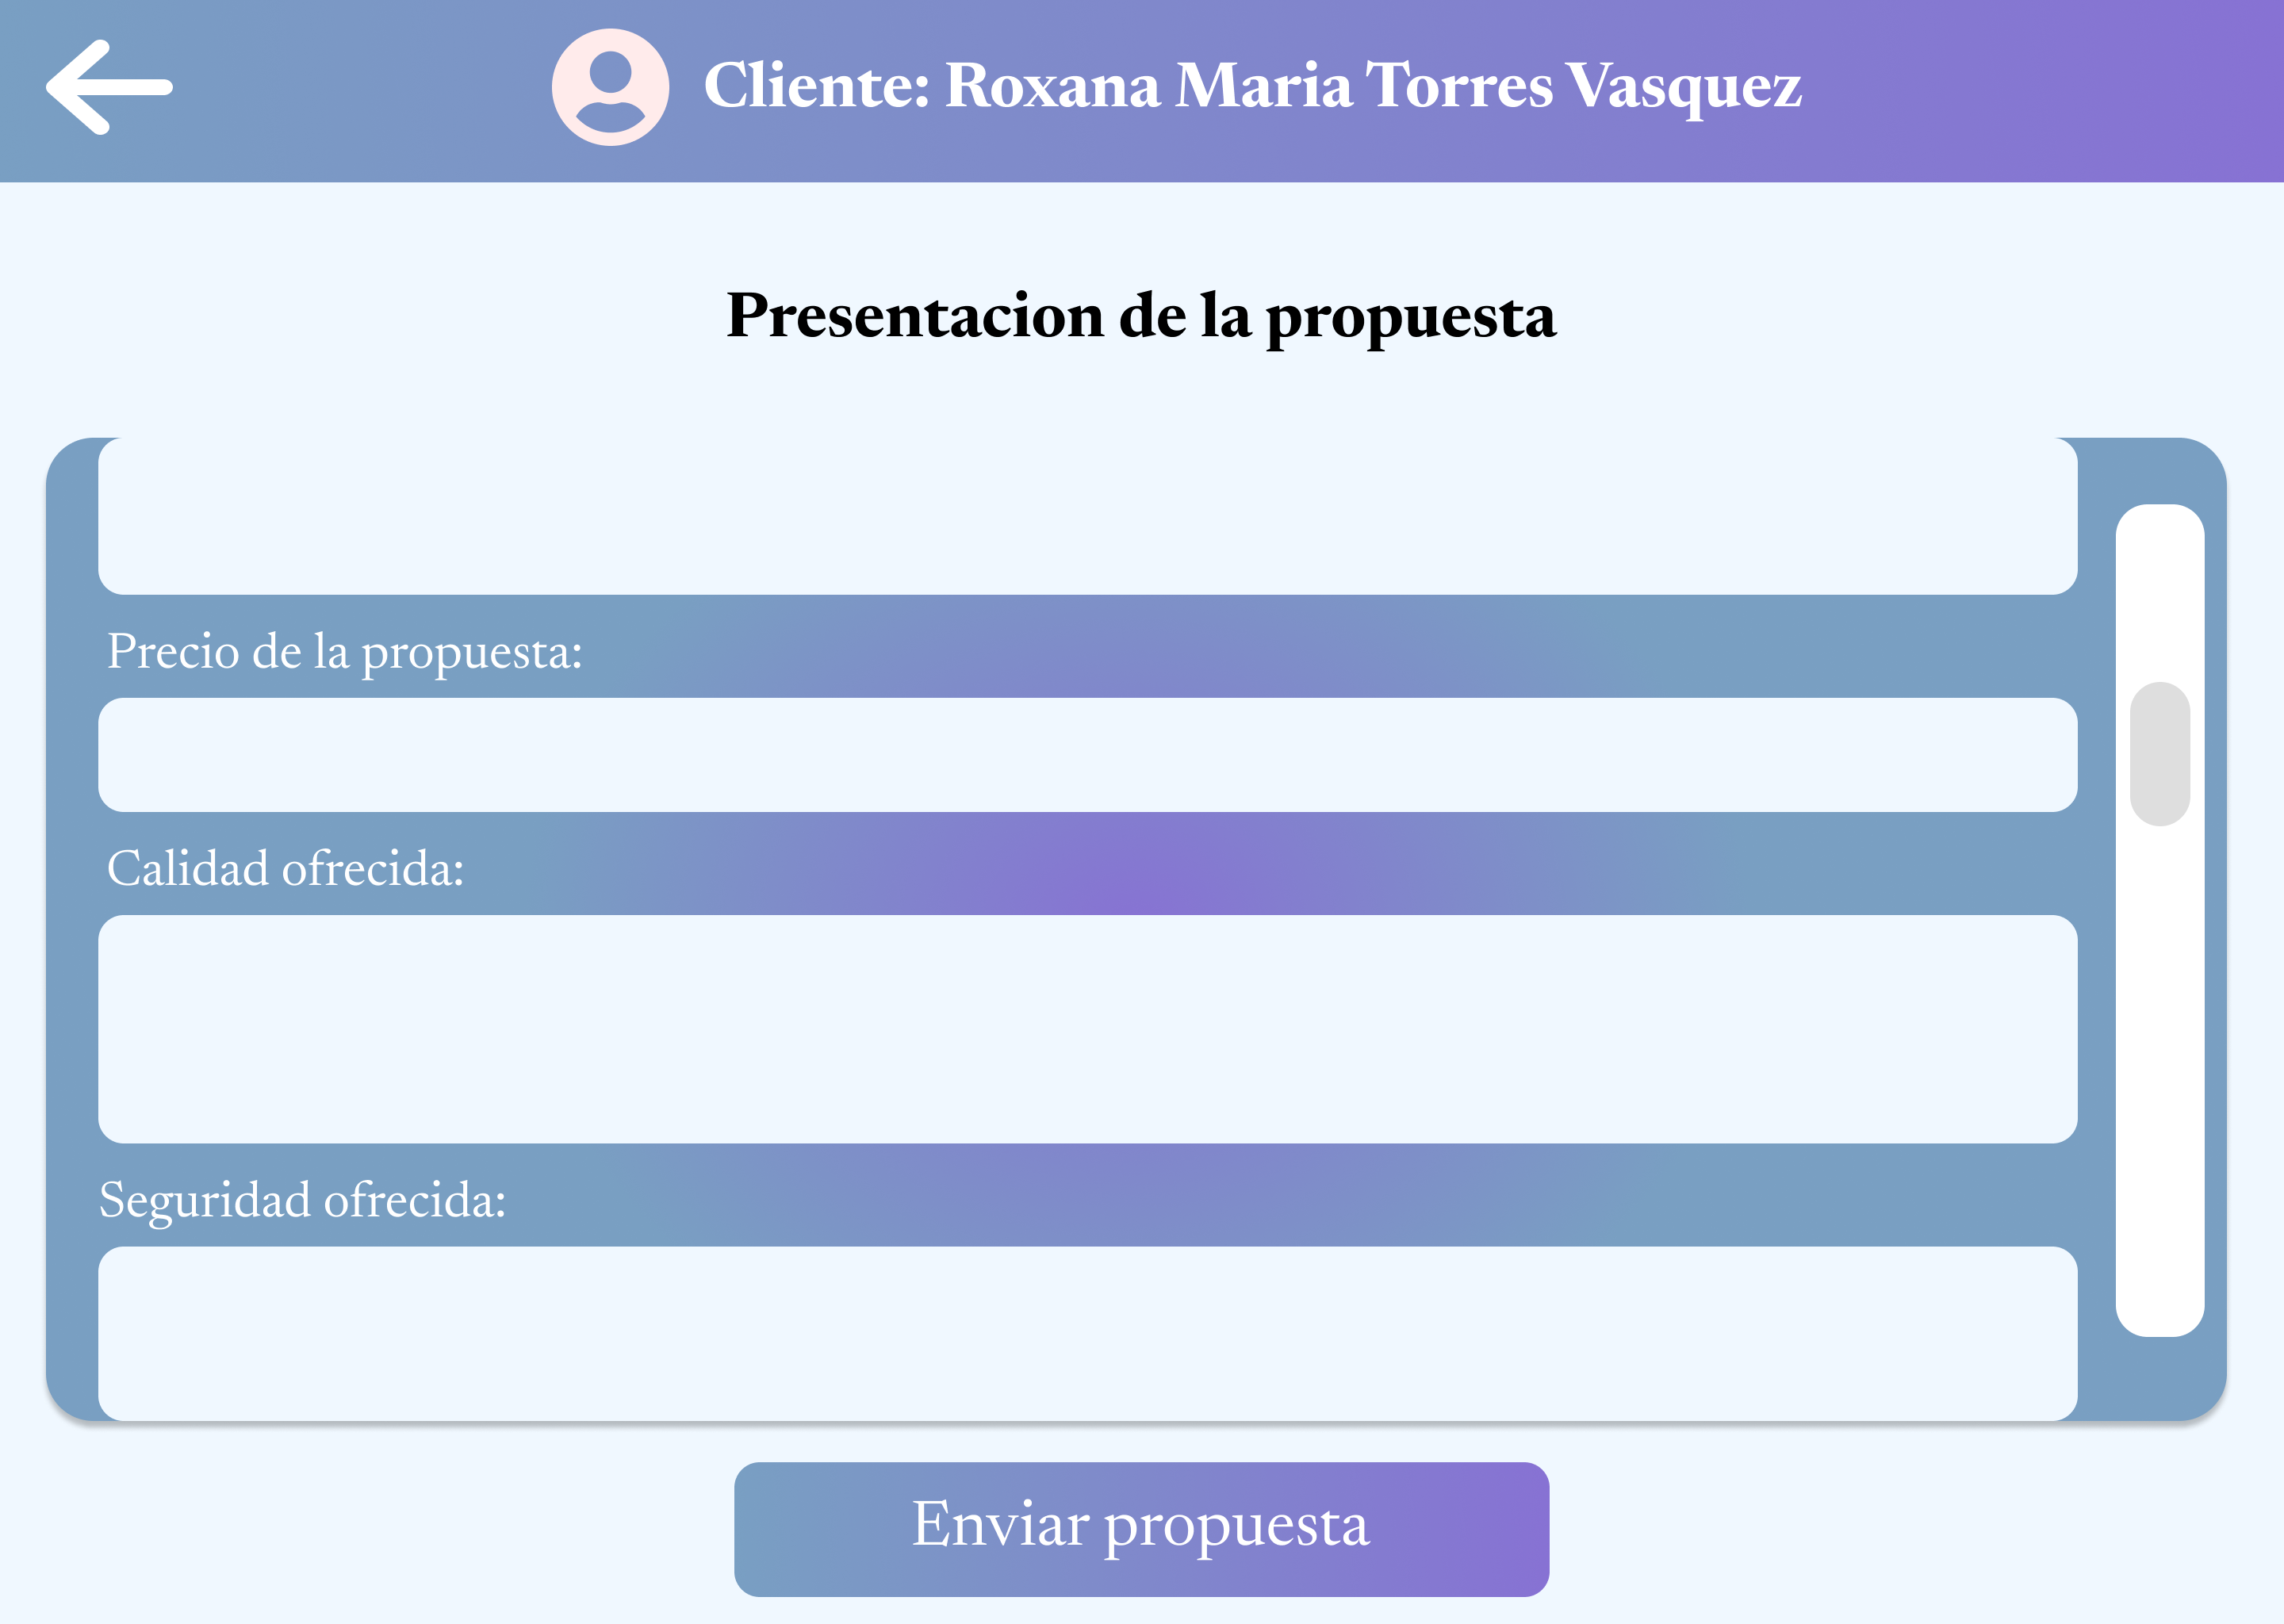 Cliente: Roxana Maria Torres Vasquez
Presentacion de la propuesta
Precio de la propuesta:
Calidad ofrecida:
Seguridad ofrecida:
Enviar propuesta